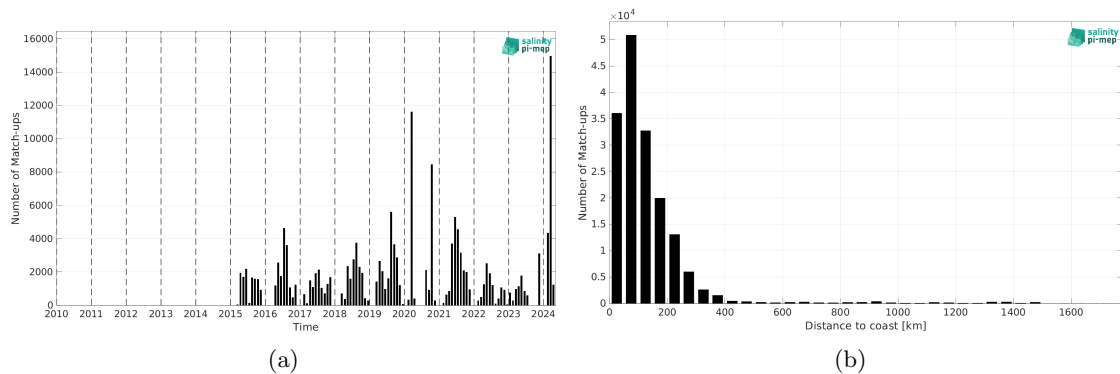 16000
14000
12000
10000
8000
6000
4000
2000
0
Number of Match-ups
2010 2011 2012 2013 2014 2015 2016 2017 2018 2019 2020 2021 2022 2023 2024
Time
salinity
pi-mep
(a)
×10⁴
5
4.5
4
3.5
3
2.5
2
1.5
1
0.5
0
Number of Match-ups
0 200 400 600 800 1000 1200 1400 1600
Distance to coast [km]
salinity
pi-mep
(b)